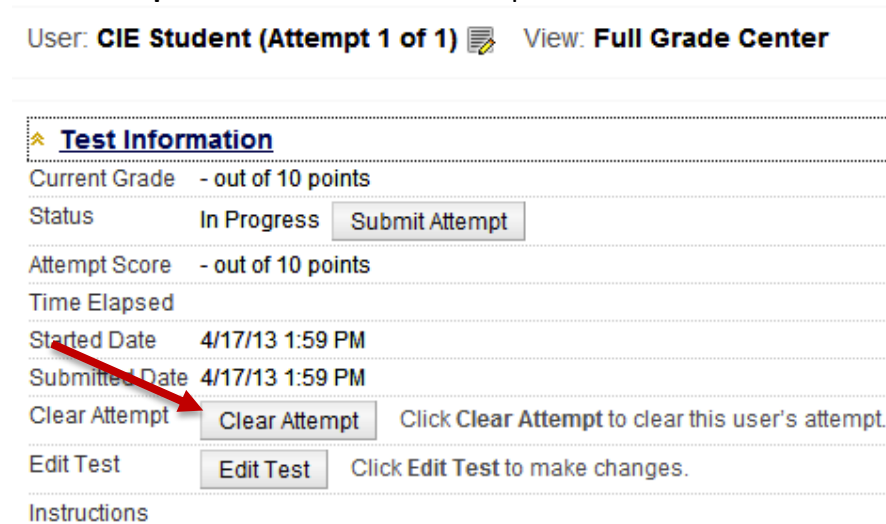 User: CIE Student (Attempt 1 of 1) View: Full Grade Center
Test Information
Current Grade - out of 10 points
Status In Progress Submit Attempt
Attempt Score - out of 10 points
Time Elapsed
Started Date 4/17/13 1:59 PM
Submitted Date 4/17/13 1:59 PM
Clear Attempt Clear Attempt Click Clear Attempt to clear this user's attempt.
Edit Test Edit Test Click Edit Test to make changes.
Instructions